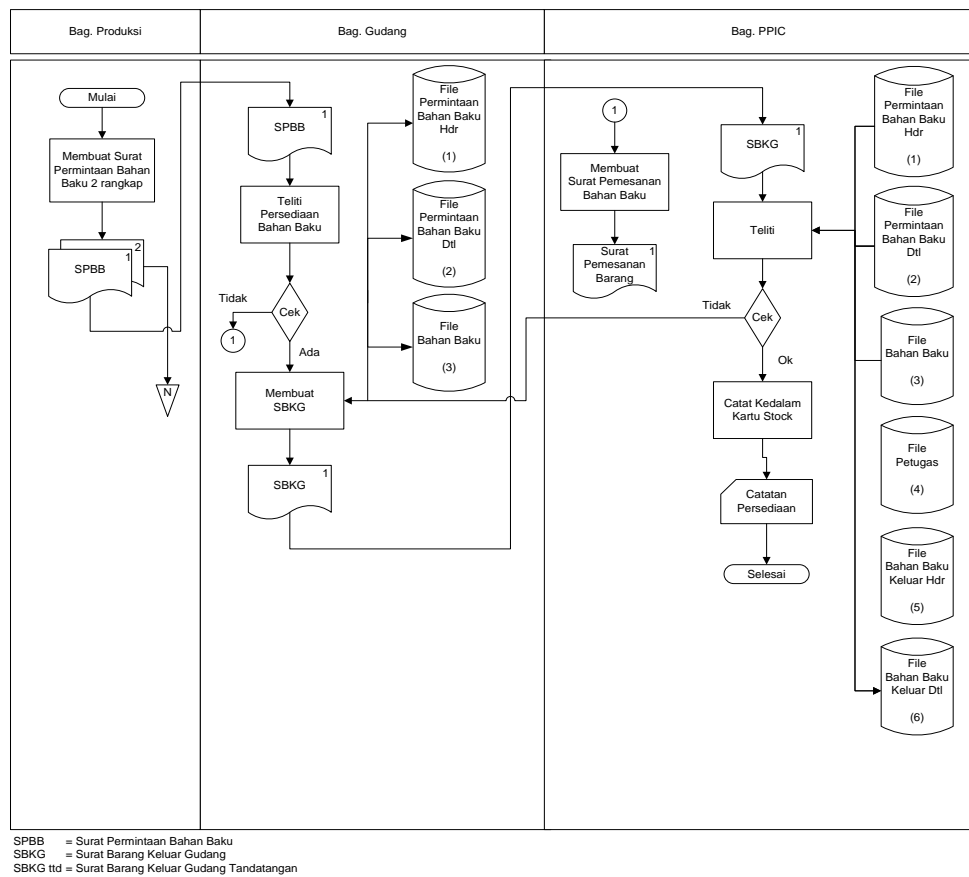 Bag. Produksi
Bag. Gudang
Bag. PPIC
Mulai
Membuat Surat
Permintaan Bahan
Baku 2 rangkap
2
1
SPBB
N
1
SPBB
Teliti
Persediaan
Bahan Baku
Tidak
Cek
1
Ada
Membuat
SBKG
1
SBKG
File
Permintaan
Bahan Baku
Hdr
(1)
File
Permintaan
Bahan Baku
Dtl
(2)
File
Bahan Baku
(3)
1
Membuat
Surat Pemesanan
Bahan Baku
Surat 1
Pemesanan
Barang
1
SBKG
Teliti
Tidak
Cek
Ok
Catat Kedalam
Kartu Stock
Catatan
Persediaan
Selesai
File
Permintaan
Bahan Baku
Hdr
(1)
File
Permintaan
Bahan Baku
Dtl
(2)
File
Bahan Baku
(3)
File
Petugas
(4)
File
Bahan Baku
Keluar Hdr
(5)
File
Bahan Baku
Keluar Dtl
(6)
SPBB = Surat Permintaan Bahan Baku
SBKG = Surat Barang Keluar Gudang
SBKG ttd = Surat Barang Keluar Gudang Tandatangan